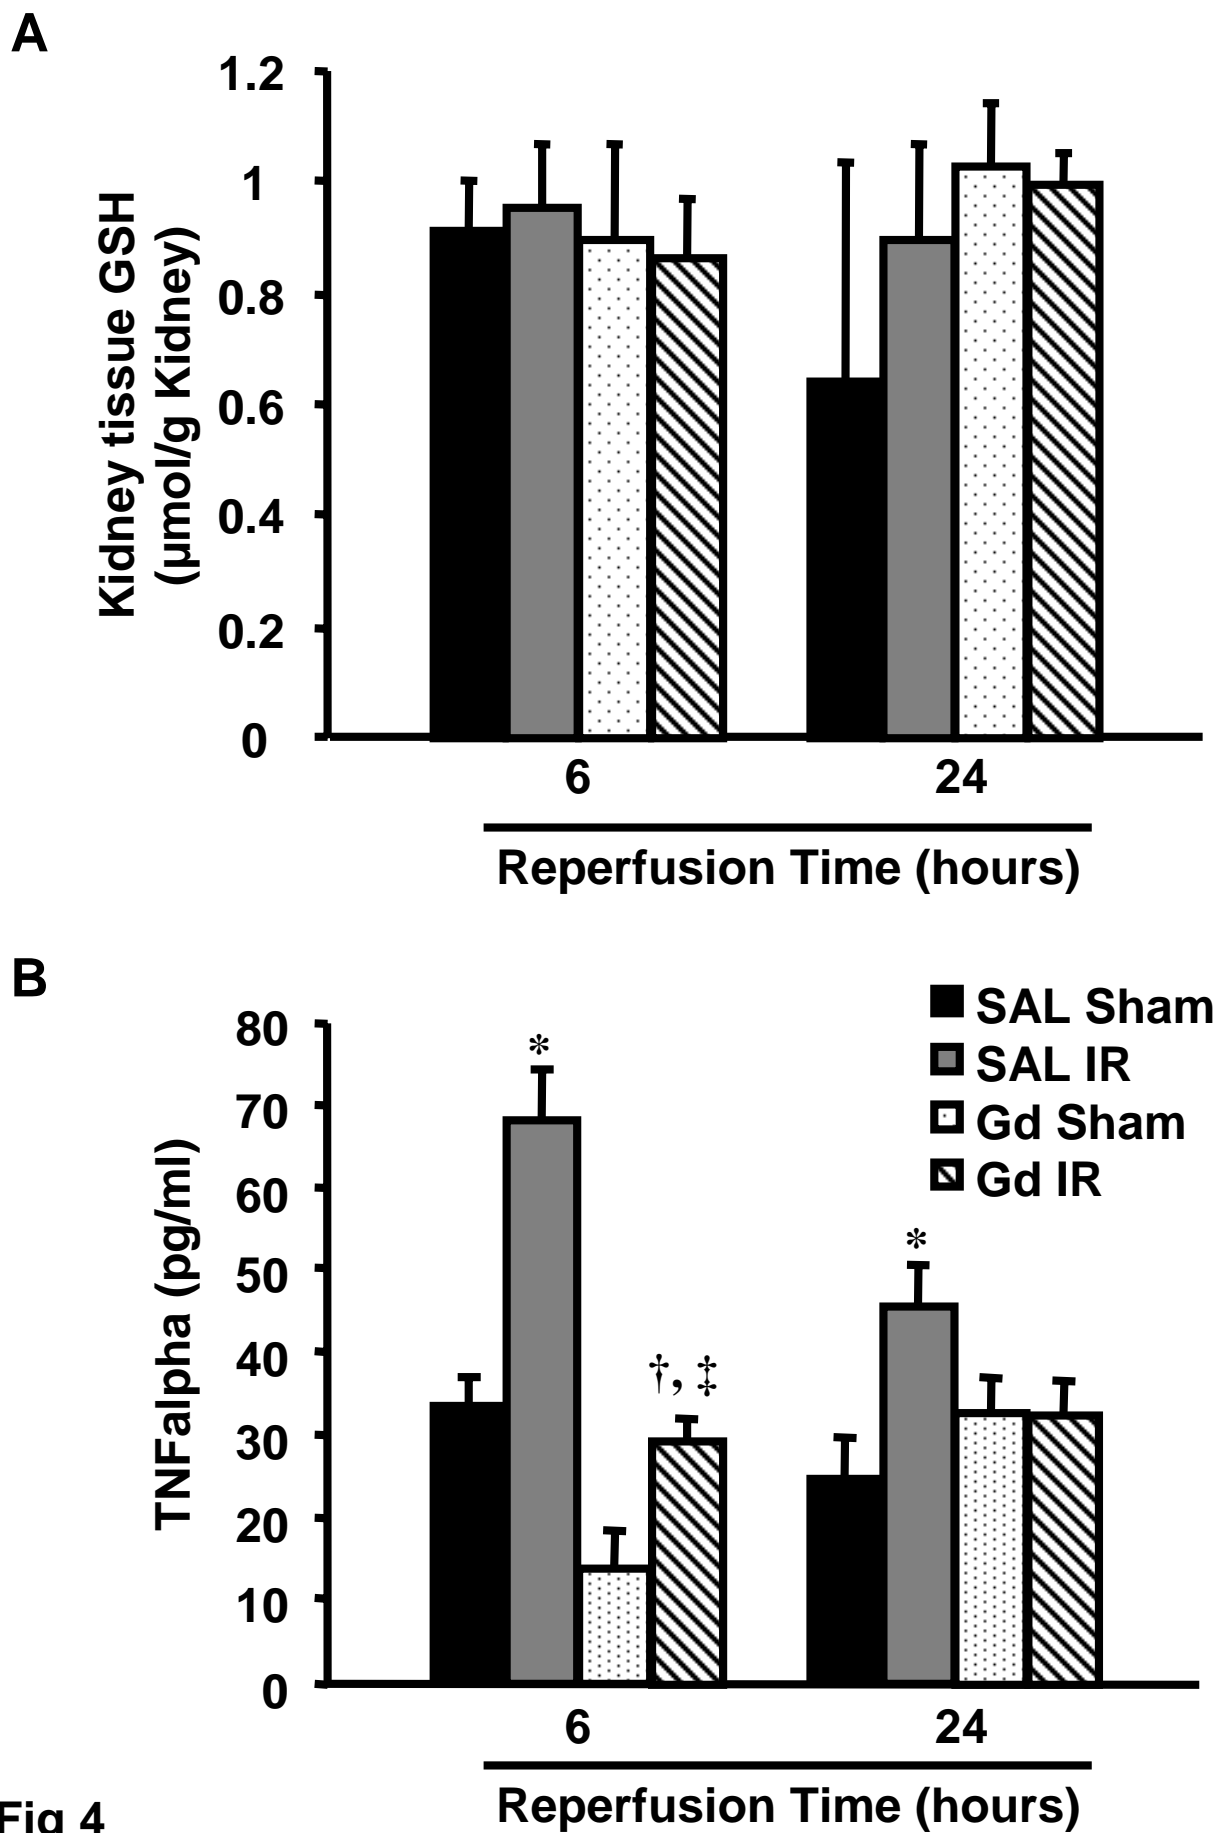 A
1.2
1
0.8
0.6
0.4
0.2
0
Kidney tissue GSH
(µmol/g Kidney)
6 24
Reperfusion Time (hours)
B
SAL Sham
SAL IR
Gd Sham
Gd IR
80
70
60
50
40
30
20
10
0
TNFalpha (pg/ml)
*
†, ‡
*
6 24
Reperfusion Time (hours)
Fig 4